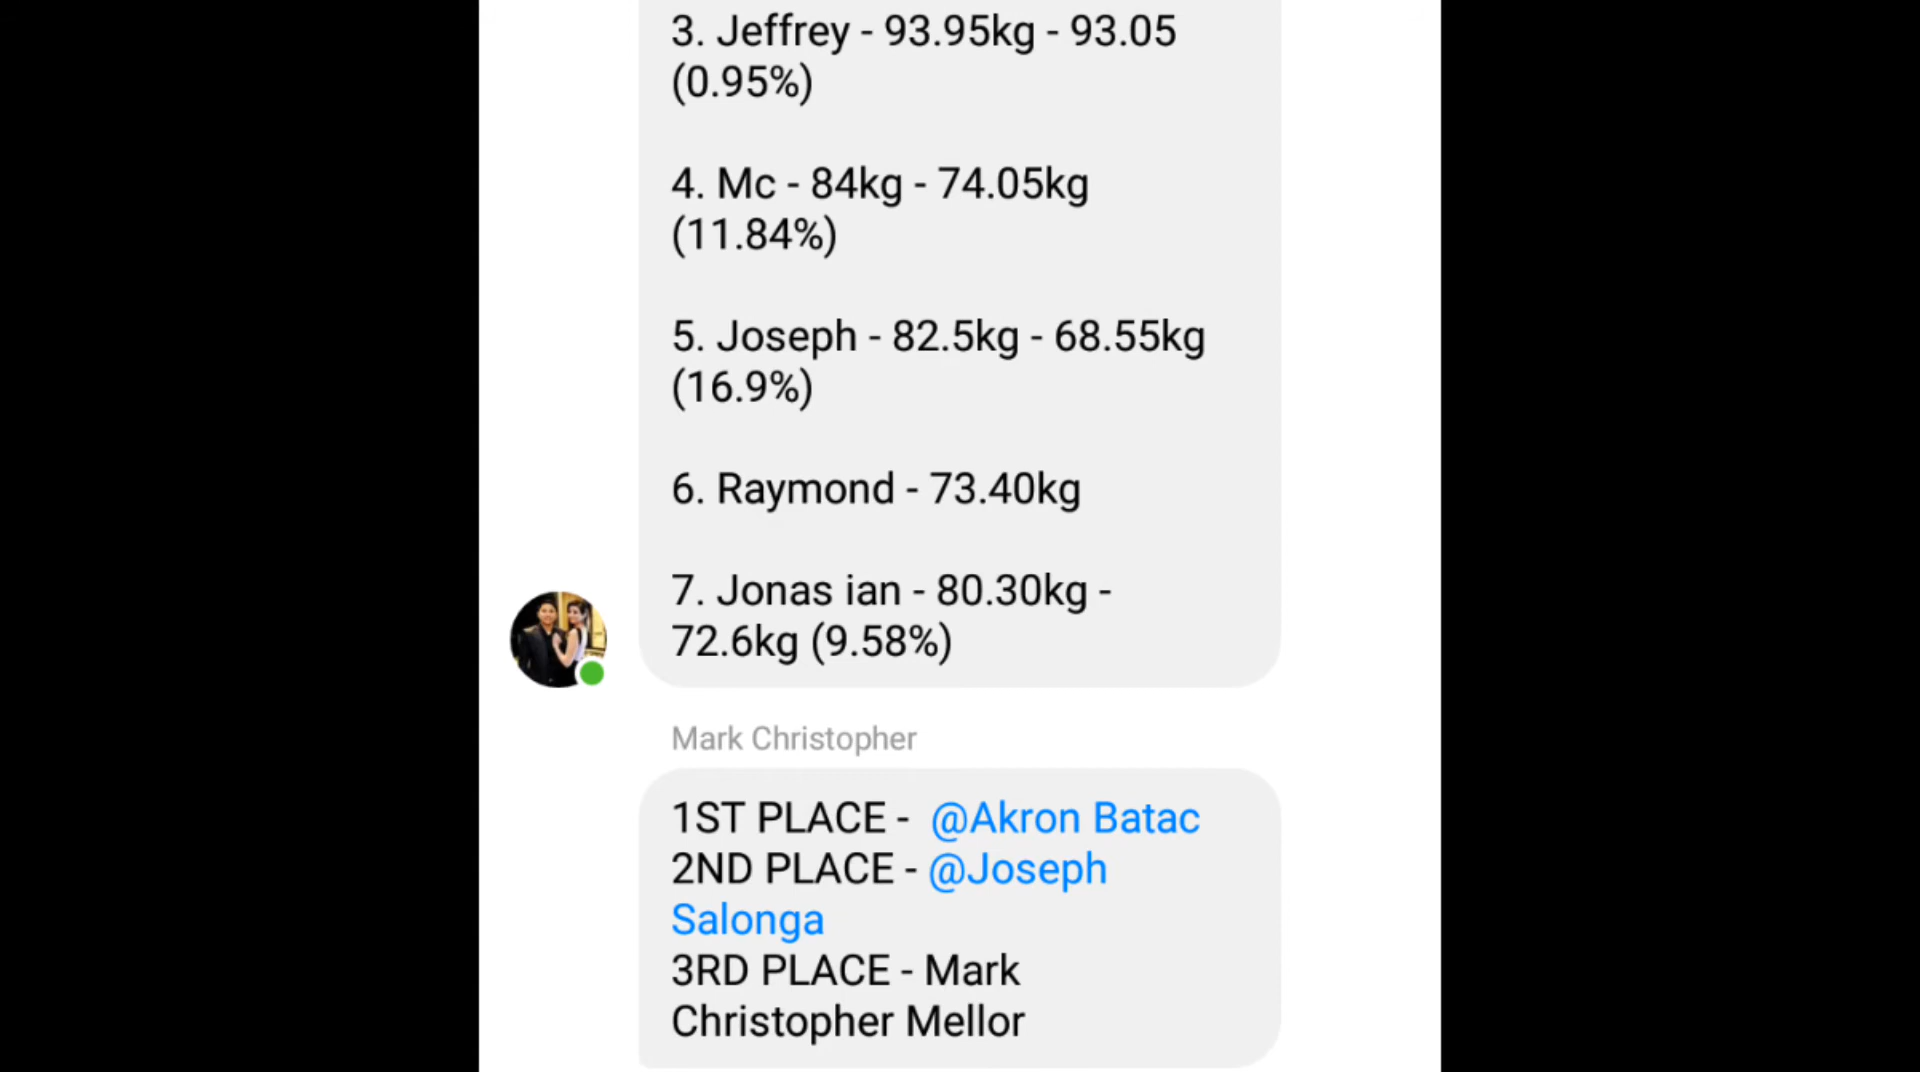 3. Jeffrey - 93.95kg - 93.05
(0.95%)
4. Mc - 84kg - 74.05kg
(11.84%)
5. Joseph - 82.5kg - 68.55kg
(16.9%)
6. Raymond - 73.40kg
7. Jonas ian - 80.30kg -
72.6kg (9.58%)
Mark Christopher
1ST PLACE - @Akron Batac
2ND PLACE - @Joseph
Salonga
3RD PLACE - Mark
Christopher Mellor